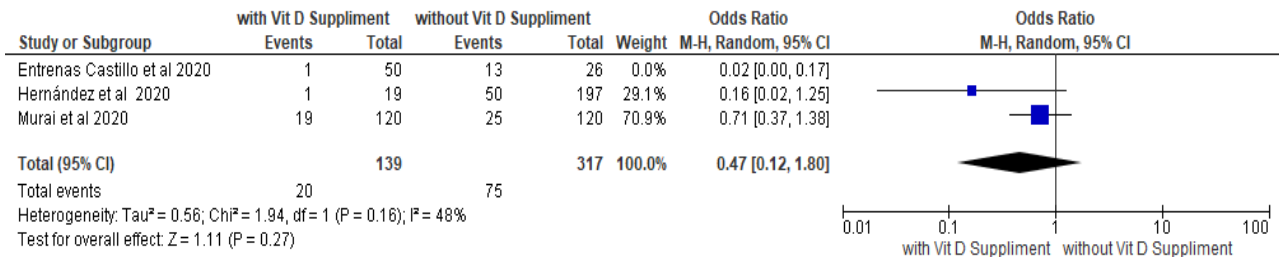 with Vit D Suppliment without Vit D Suppliment Odds Ratio Odds Ratio
Study or Subgroup Events Total Events Total Weight M-H, Random, 95% CI M-H, Random, 95% CI
Entrenas Castillo et al 2020 1 50 13 26 0.0% 0.02 [0.00, 0.17]
Hernández et al 2020 1 19 50 197 29.1% 0.16 [0.02, 1.25]
Murai et al 2020 19 120 25 120 70.9% 0.71 [0.37, 1.38]
Total (95% CI) 139 317 100.0% 0.47 [0.12, 1.80]
Total events 20 75
Heterogeneity: Tau² = 0.56; Chi² = 1.94, df = 1 (P = 0.16); I² = 48%
Test for overall effect: Z = 1.11 (P = 0.27)
0.01 0.1 1 10 100
with Vit D Suppliment without Vit D Suppliment